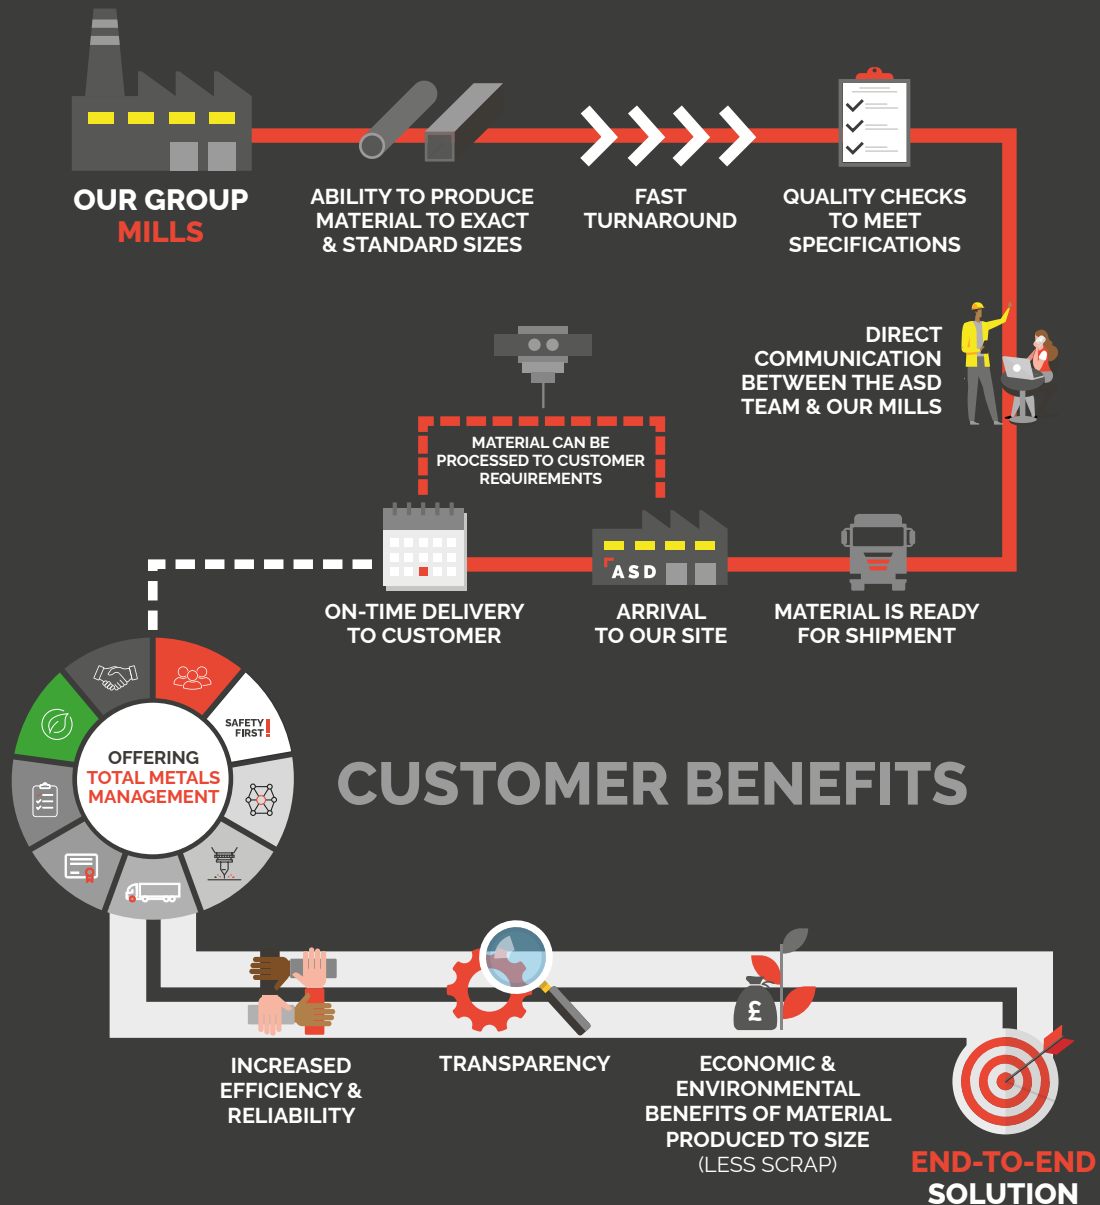 OUR GROUP
MILLS
ABILITY TO PRODUCE
MATERIAL TO EXACT
& STANDARD SIZES
FAST
TURNAROUND
QUALITY CHECKS
TO MEET
SPECIFICATIONS
DIRECT
COMMUNICATION
BETWEEN THE ASD
TEAM & OUR MILLS
MATERIAL CAN BE
PROCESSED TO CUSTOMER
REQUIREMENTS
ASD
ON-TIME DELIVERY
TO CUSTOMER
ARRIVAL
TO OUR SITE
MATERIAL IS READY
FOR SHIPMENT
SAFETY
FIRST!
OFFERING
TOTAL METALS
MANAGEMENT
CUSTOMER BENEFITS
£
INCREASED
EFFICIENCY &
RELIABILITY
TRANSPARENCY
ECONOMIC &
ENVIRONMENTAL
BENEFITS OF MATERIAL
PRODUCED TO SIZE
(LESS SCRAP)
END-TO-END
SOLUTION